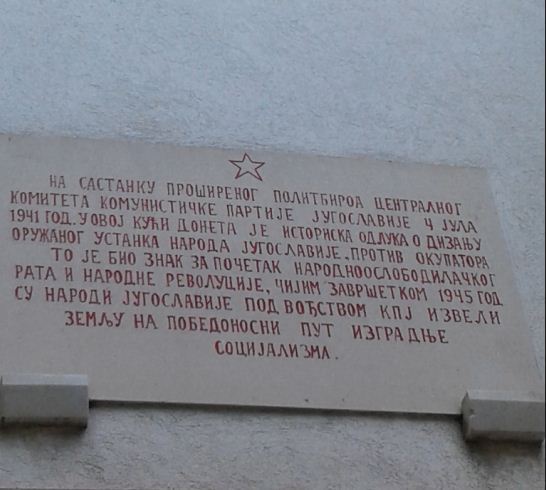 НА САСТАНКУ ПРОШИРЕНОГ ПОЛИТБИРОА ЦЕНТРАЛНОГ
КОМИТЕТА КОМУНИСТИЧКЕ ПАРТИЈЕ ЈУГОСЛАВИЈЕ 4 ЈУЛА
1941 ГОД. У ОВОЈ КУЋИ ДОНЕТА ЈЕ ИСТОРИСКА ОДЛУКА О ДИЗАЊУ
ОРУЖАНОГ УСТАНКА НАРОДА ЈУГОСЛАВИЈЕ. ПРОТИВ ОКУПАТОРА
ТО ЈЕ БИО ЗНАК ЗА ПОЧЕТАК НАРОДНООСЛОБОДИЛАЧКОГ
РАТА И НАРОДНЕ РЕВОЛУЦИЈЕ, ЧИЈИМ ЗАВРШЕТКОМ 1945 ГОД.
СУ НАРОДИ ЈУГОСЛАВИЈЕ ПОД ВОЂСТВОМ КПЈ ИЗВЕЛИ
ЗЕМЉУ НА ПОБЕДОНОСНИ ПУТ ИЗГРАДЊЕ
СОЦИЈАЛИЗМА.